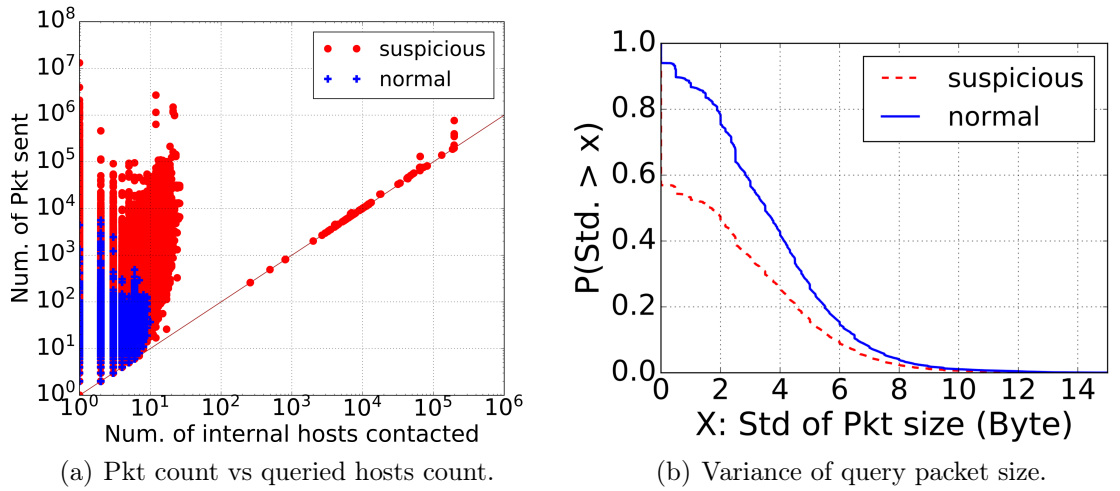 10^8
10^7
10^6
10^5
10^4
10^3
10^2
10^1
10^0
Num. of Pkt sent
suspicious
normal
10^0 10^1 10^2 10^3 10^4 10^5 10^6
Num. of internal hosts contacted
(a) Pkt count vs queried hosts count.
1.0
0.8
0.6
0.4
0.2
0.0
P(Std. > x)
suspicious
normal
0 2 4 6 8 10 12 14
X: Std of Pkt size (Byte)
(b) Variance of query packet size.